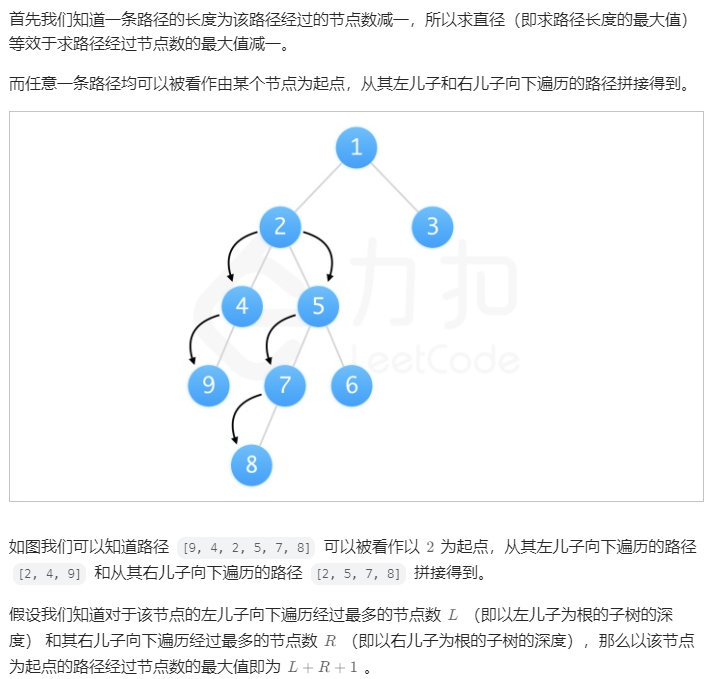 首先我们知道一条路径的长度为该路径经过的节点数减一，所以求直径（即求路径长度的最大值）
等效于求路径经过节点数的最大值减一。
而任意一条路径均可以被看作由某个节点为起点，从其左儿子和右儿子向下遍历的路径拼接得到。
1
2
3
4
5
力扣
9
7
6
LeetCode
8
如图我们可以知道路径 [9, 4, 2, 5, 7, 8] 可以被看作以 2 为起点，从其左儿子向下遍历的路径
[2, 4, 9] 和从其右儿子向下遍历的路径 [2, 5, 7, 8] 拼接得到。
假设我们知道对于该节点的左儿子向下遍历经过最多的节点数 L （即以左儿子为根的子树的深
度） 和其右儿子向下遍历经过最多的节点数 R （即以右儿子为根的子树的深度），那么以该节点
为起点的路径经过节点数的最大值即为 L + R + 1 。